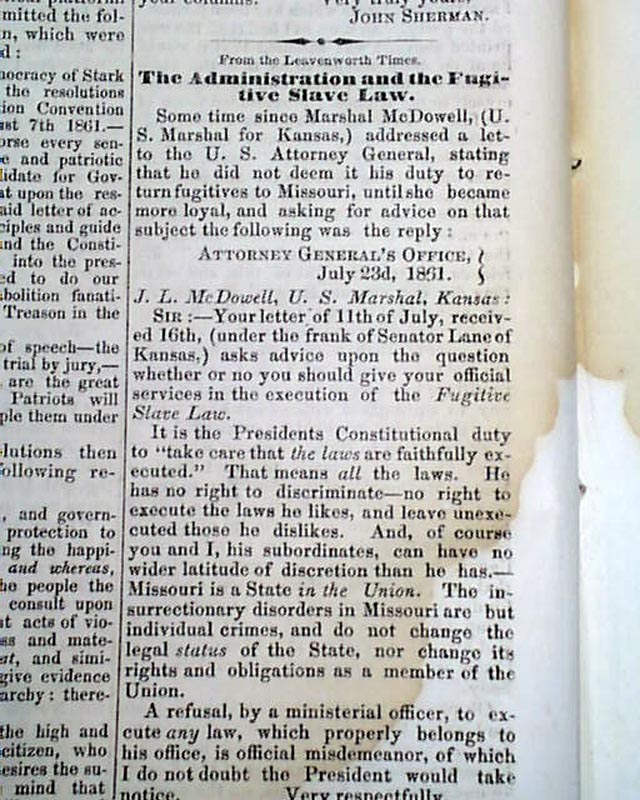 mitted the fol-
n, which were
d :
nocracy of Stark
the resolutions
ion Convention
ust 7th 1861.—
orse every sen-
e and patriotic
lidate for Gov-
at upon the res-
aid letter of ac-
ciples and guide
and the Consti-
into the pres-
ed to do our
bolition fanati-
Treason in the
of speech—the
trial by jury,—
are the great
Patriots will
ple them under
lutions then
following re-
, and govern-
protection to
ng the happi-
and whereas,
he people the
consult upon
st acts of vio-
ss and mate-
at, and simi-
give evidence
archy : there-
the high and
citizen, who
esires the su-
mind that
your columns. Very truly yours,
JOHN SHERMAN.
From the Leavenworth Times.
The Administration and the Fugi-
tive Slave Law.
Some time since Marshal McDowell, (U.
S. Marshal for Kansas,) addressed a let-
to the U. S. Attorney General, stating
that he did not deem it his duty to re-
turn fugitives to Missouri, until she became
more loyal, and asking for advice on that
subject the following was the reply :
ATTORNEY GENERAL'S OFFICE,
July 23d, 1861.
J. L. McDowell, U. S. Marshal, Kansas :
SIR :—Your letter of 11th of July, receiv-
ed 16th, (under the frank of Senator Lane of
Kansas,) asks advice upon the question
whether or no you should give your official
services in the execution of the Fugitive
Slave Law.
It is the Presidents Constitutional duty
to "take care that the laws are faithfully ex-
ecuted." That means all the laws. He
has no right to discriminate—no right to
execute the laws he likes, and leave unexe-
cuted those he dislikes. And, of course
you and I, his subordinates, can have no
wider latitude of discretion than he has.—
Missouri is a State in the Union. The in-
surrectionary disorders in Missouri are but
individual crimes, and do not change the
legal status of the State, nor change its
rights and obligations as a member of the
Union.
A refusal, by a ministerial officer, to ex-
cute any law, which properly belongs to
his office, is official misdemeanor, of which
I do not doubt the President would take
notice. Very respectfully